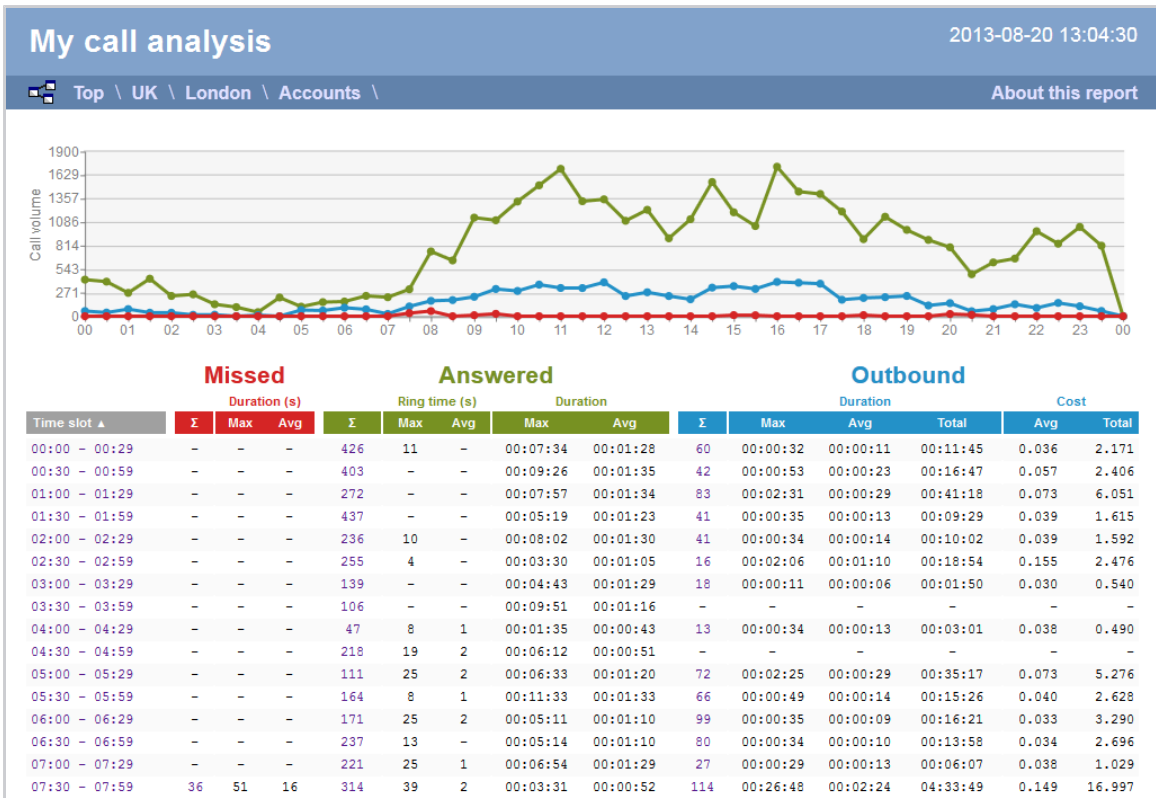 My call analysis 2013-08-20 13:04:30
Top \ UK \ London \ Accounts \ About this report
1900
1629
1357
1086
814
543
271
0
Call volume
00 01 02 03 04 05 06 07 08 09 10 11 12 13 14 15 16 17 18 19 20 21 22 23 00
Missed Answered Outbound
Duration (s) Ring time (s) Duration Duration Cost
Time slot ▲ Σ Max Avg Σ Max Avg Max Avg Σ Max Avg Total Avg Total
00:00 - 00:29 - - - 426 11 - 00:07:34 00:01:28 60 00:00:32 00:00:11 00:11:45 0.036 2.171
00:30 - 00:59 - - - 403 - - 00:09:26 00:01:35 42 00:00:53 00:00:23 00:16:47 0.057 2.406
01:00 - 01:29 - - - 272 - - 00:07:57 00:01:34 83 00:02:31 00:00:29 00:41:18 0.073 6.051
01:30 - 01:59 - - - 437 - - 00:05:19 00:01:23 41 00:00:35 00:00:13 00:09:29 0.039 1.615
02:00 - 02:29 - - - 236 10 - 00:08:02 00:01:30 41 00:00:34 00:00:14 00:10:02 0.039 1.592
02:30 - 02:59 - - - 255 4 - 00:03:30 00:01:05 16 00:02:06 00:01:10 00:18:54 0.155 2.476
03:00 - 03:29 - - - 139 - - 00:04:43 00:01:29 18 00:00:11 00:00:06 00:01:50 0.030 0.540
03:30 - 03:59 - - - 106 - - 00:09:51 00:01:16 - - - - - -
04:00 - 04:29 - - - 47 8 1 00:01:35 00:00:43 13 00:00:34 00:00:13 00:03:01 0.038 0.490
04:30 - 04:59 - - - 218 19 2 00:06:12 00:00:51 - - - - - -
05:00 - 05:29 - - - 111 25 2 00:06:33 00:01:20 72 00:02:25 00:00:29 00:35:17 0.073 5.276
05:30 - 05:59 - - - 164 8 1 00:11:33 00:01:33 66 00:00:49 00:00:14 00:15:26 0.040 2.628
06:00 - 06:29 - - - 171 25 2 00:05:11 00:01:10 99 00:00:35 00:00:09 00:16:21 0.033 3.290
06:30 - 06:59 - - - 237 13 - 00:05:14 00:01:10 80 00:00:34 00:00:10 00:13:58 0.034 2.696
07:00 - 07:29 - - - 221 25 1 00:06:54 00:01:29 27 00:00:29 00:00:13 00:06:07 0.038 1.029
07:30 - 07:59 36 51 16 314 39 2 00:03:31 00:00:52 114 00:26:48 00:02:24 04:33:49 0.149 16.997